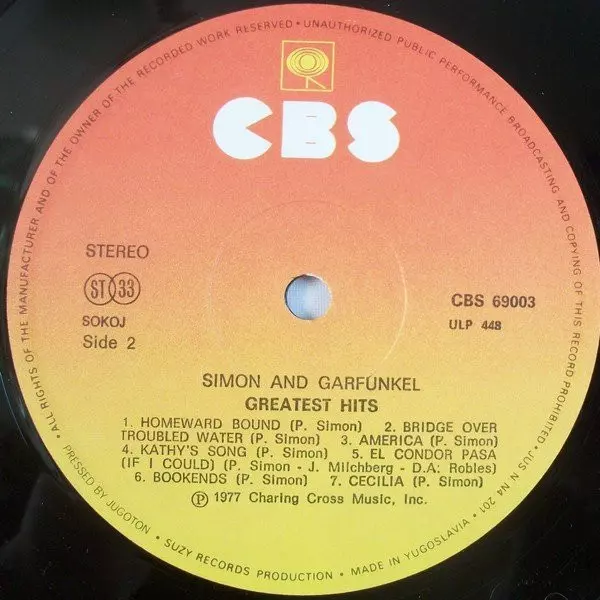 • ALL RIGHTS OF THE MANUFACTURER AND OF THE OWNER OF THE RECORDED WORK RESERVED • UNAUTHORIZED PUBLIC PERFORMANCE BROADCASTING AND COPYING OF THIS RECORD PROHIBITED • JUS N N4 201
CBS
STEREO
ST 33
SOKOJ
Side 2
CBS 69003
ULP 448
SIMON AND GARFUNKEL
GREATEST HITS
1. HOMEWARD BOUND (P. Simon) 2. BRIDGE OVER
TROUBLED WATER (P. Simon) 3. AMERICA (P. Simon)
4. KATHY'S SONG (P. Simon) 5. EL CONDOR PASA
(IF I COULD) (P. Simon - J. Milchberg - D.A. Robles)
6. BOOKENDS (P. Simon) 7. CECILIA (P. Simon)
Ⓟ 1977 Charing Cross Music, Inc.
PRESSED BY JUGOTON • SUZY RECORDS PRODUCTION • MADE IN YUGOSLAVIA •